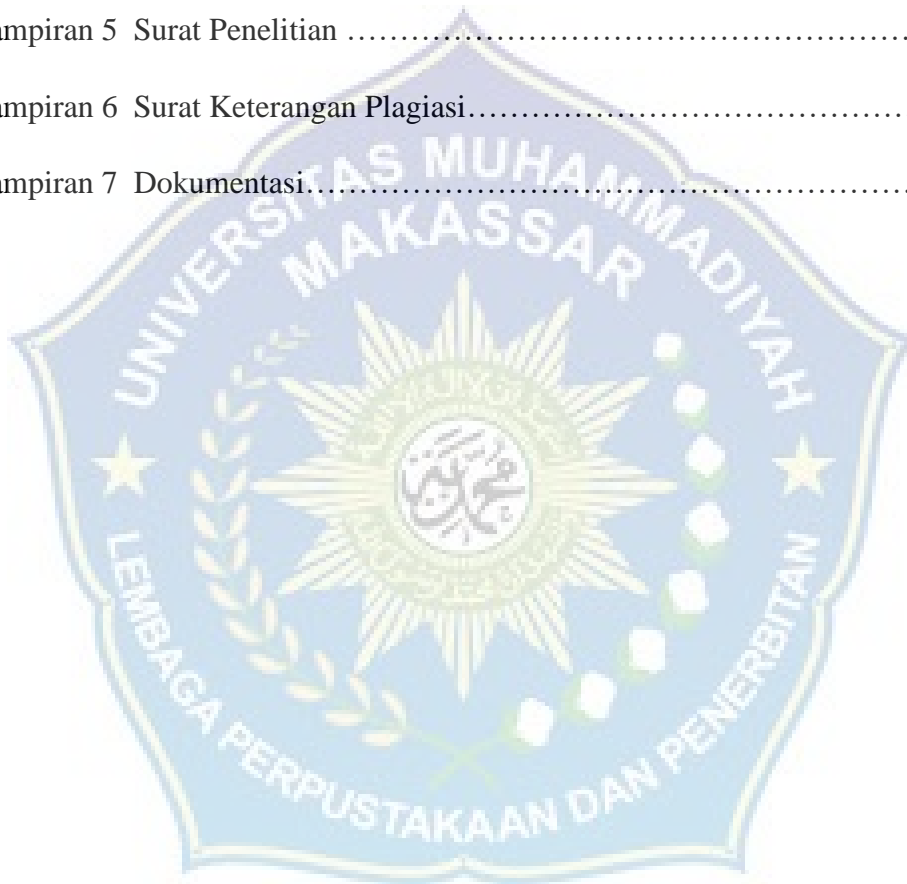 ampiran 5  Surat Penelitian ………………………………………………….
ampiran 6  Surat Keterangan Plagiasi……………………………………
ampiran 7  Dokumentasi……………………………………………………….
UNIVERSITAS MUHAMMADIYAH
MAKASSAR
محمدية
LEMBAGA PERPUSTAKAAN DAN PENERBITAN